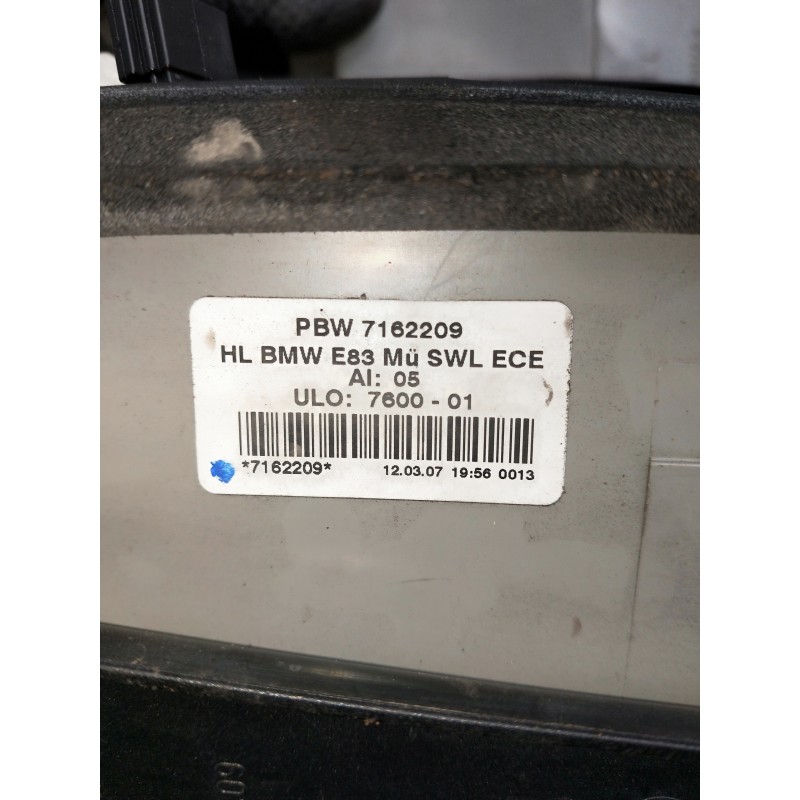 PBW 7162209
HL BMW E83 Mü SWL ECE
AI: 05
ULO: 7600 - 01
*7162209* 12.03.07 19:56 0013